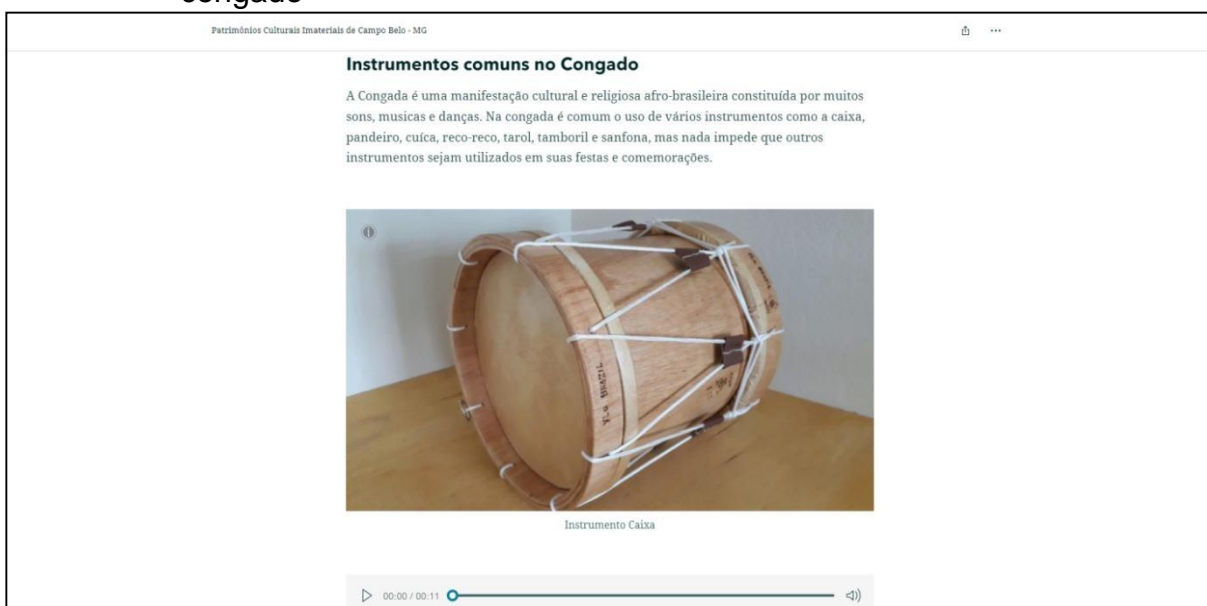 congado
Patrimônios Culturais Imateriais de Campo Belo - MG
Instrumentos comuns no Congado
A Congada é uma manifestação cultural e religiosa afro-brasileira constituída por muitos
sons, musicas e danças. Na congada é comum o uso de vários instrumentos como a caixa,
pandeiro, cuíca, reco-reco, tarol, tamboril e sanfona, mas nada impede que outros
instrumentos sejam utilizados em suas festas e comemorações.
Instrumento Caixa
00:00 / 00:11